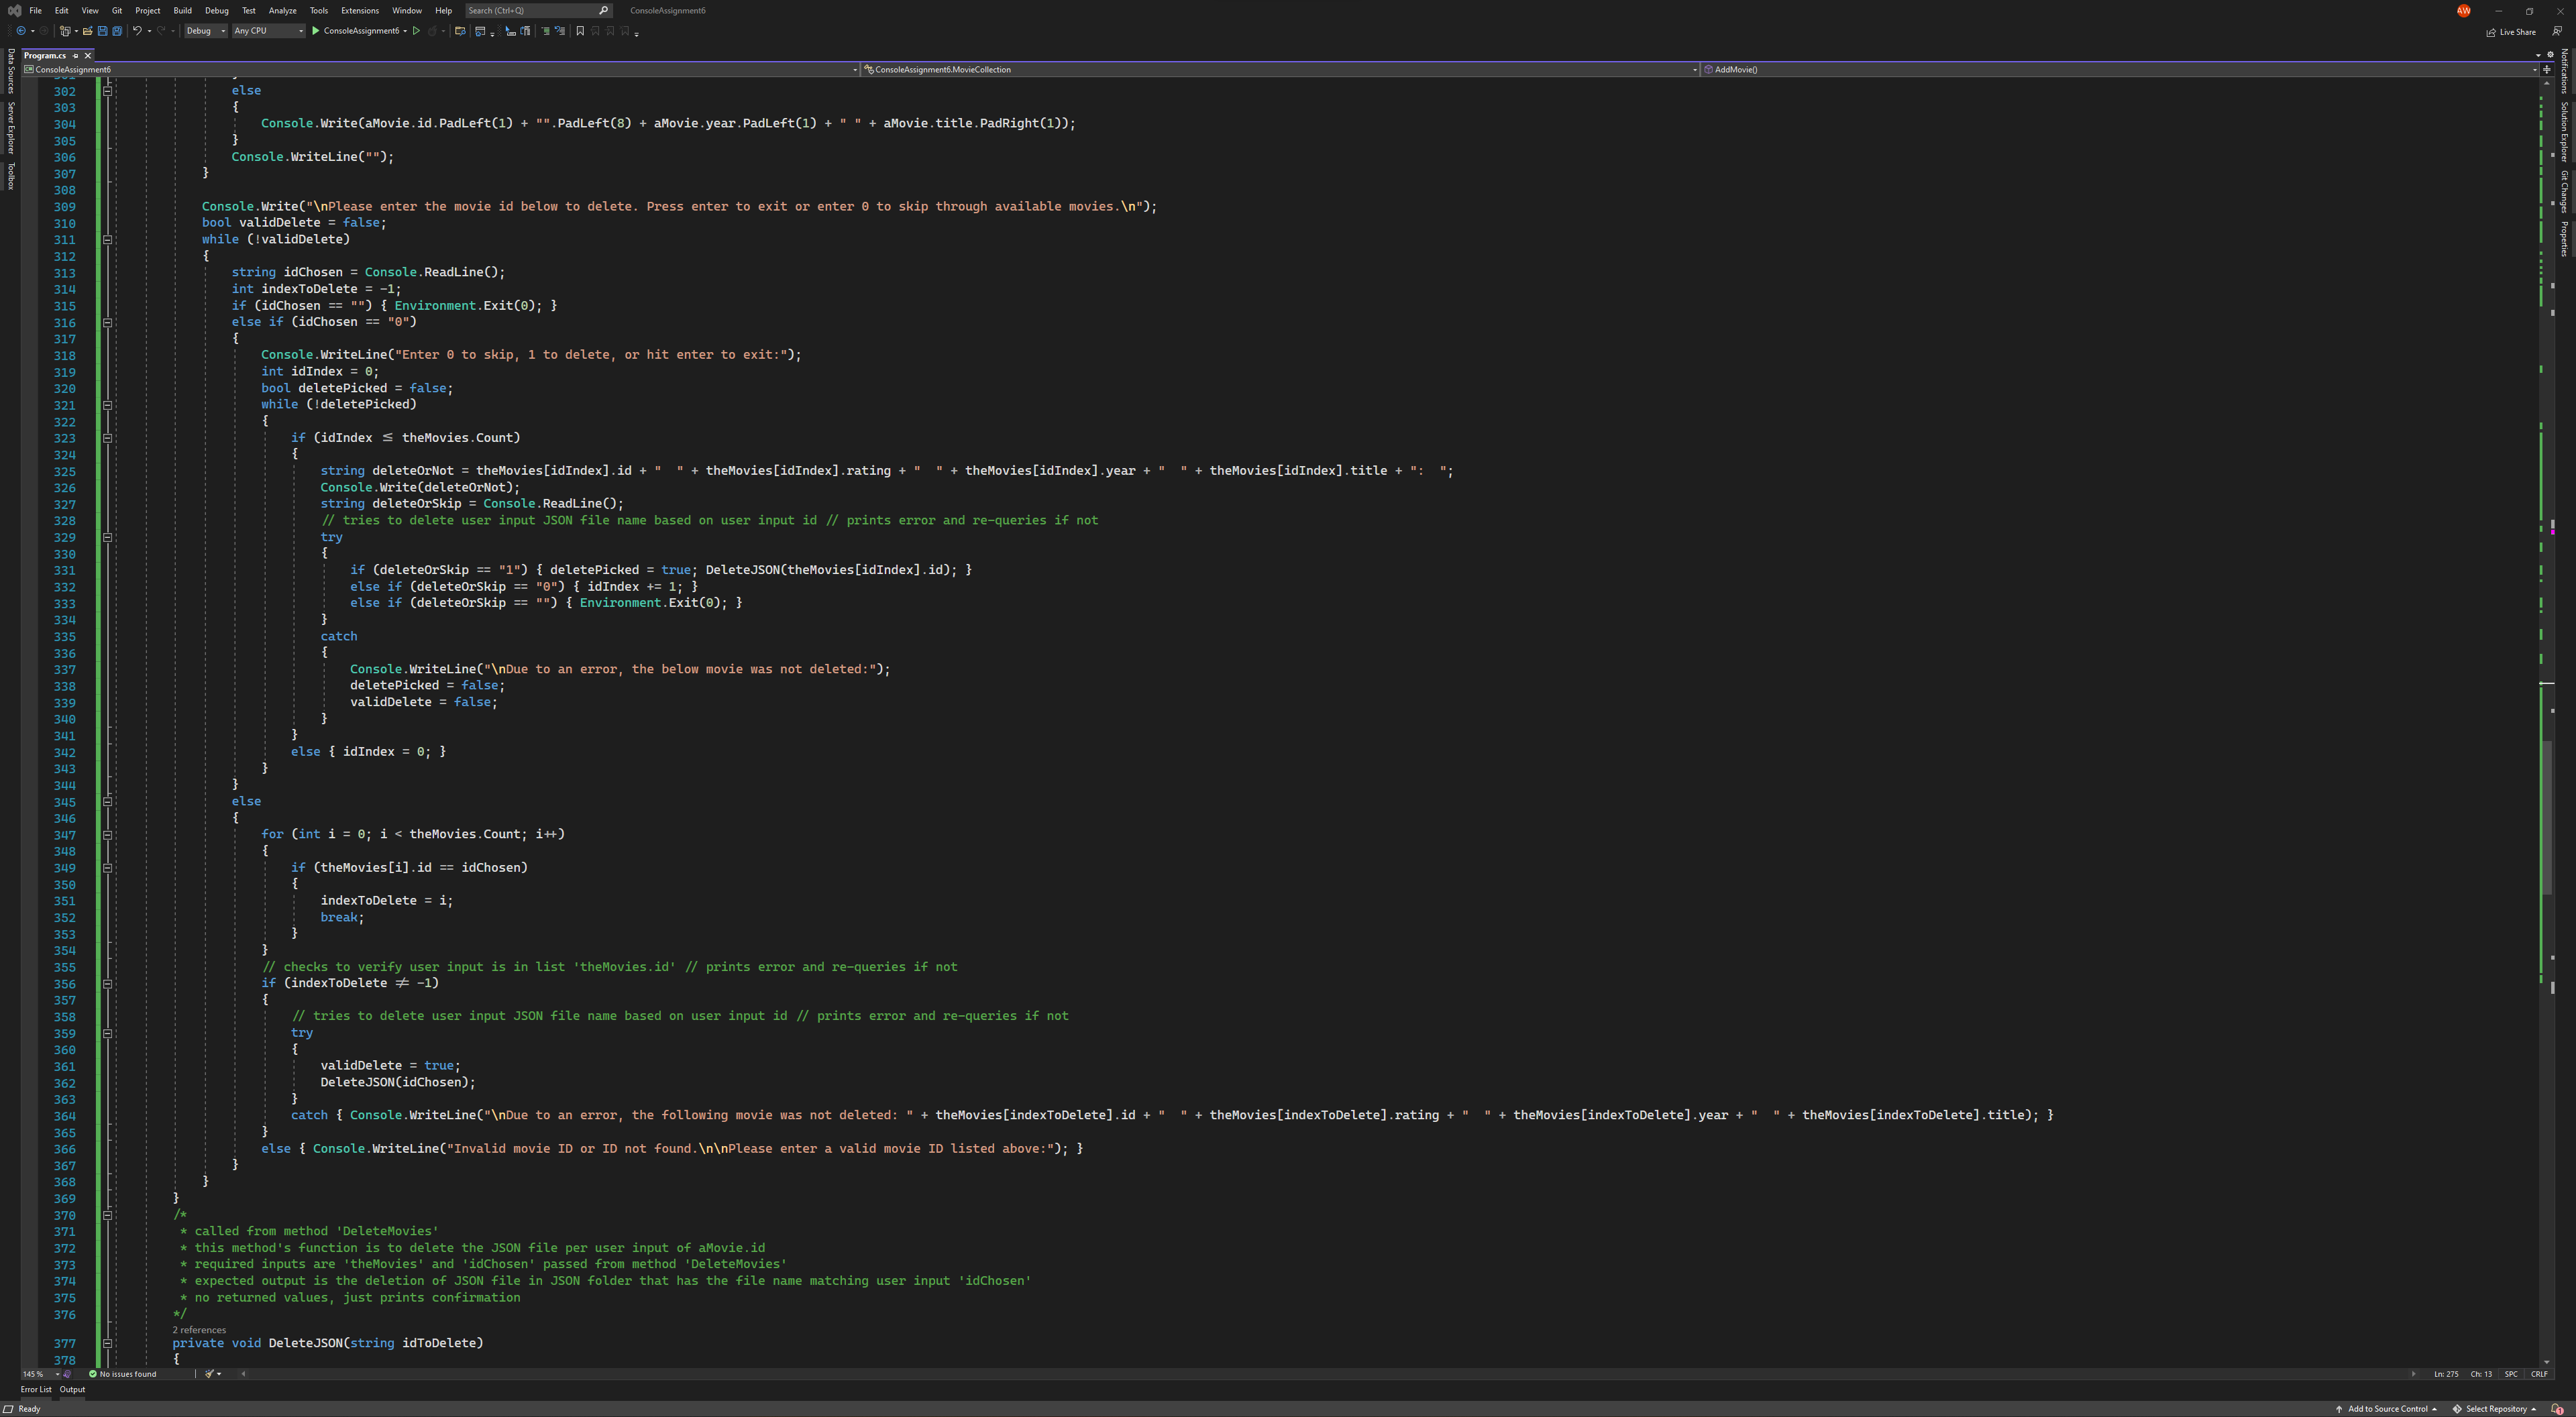 File Edit View Git Project Build Debug Test Analyze Tools Extensions Window Help Search (Ctrl+Q) ConsoleAssignment6 AW
Debug Any CPU ConsoleAssignment6 Live Share
Data Sources
Server Explorer
Toolbox
Program.cs
ConsoleAssignment6 ConsoleAssignment6.MovieCollection AddMovie()
302 else
303 {
304 Console.Write(aMovie.id.PadLeft(1) + "".PadLeft(8) + aMovie.year.PadLeft(1) + " " + aMovie.title.PadRight(1));
305 }
306 Console.WriteLine("");
307 }
308
309 Console.Write("\nPlease enter the movie id below to delete. Press enter to exit or enter 0 to skip through available movies.\n");
310 bool validDelete = false;
311 while (!validDelete)
312 {
313 string idChosen = Console.ReadLine();
314 int indexToDelete = -1;
315 if (idChosen == "") { Environment.Exit(0); }
316 else if (idChosen == "0")
317 {
318 Console.WriteLine("Enter 0 to skip, 1 to delete, or hit enter to exit:");
319 int idIndex = 0;
320 bool deletePicked = false;
321 while (!deletePicked)
322 {
323 if (idIndex ≤ theMovies.Count)
324 {
325 string deleteOrNot = theMovies[idIndex].id + "  " + theMovies[idIndex].rating + "  " + theMovies[idIndex].year + "  " + theMovies[idIndex].title + ":  ";
326 Console.Write(deleteOrNot);
327 string deleteOrSkip = Console.ReadLine();
328 // tries to delete user input JSON file name based on user input id // prints error and re-queries if not
329 try
330 {
331 if (deleteOrSkip == "1") { deletePicked = true; DeleteJSON(theMovies[idIndex].id); }
332 else if (deleteOrSkip == "0") { idIndex += 1; }
333 else if (deleteOrSkip == "") { Environment.Exit(0); }
334 }
335 catch
336 {
337 Console.WriteLine("\nDue to an error, the below movie was not deleted:");
338 deletePicked = false;
339 validDelete = false;
340 }
341 }
342 else { idIndex = 0; }
343 }
344 }
345 else
346 {
347 for (int i = 0; i < theMovies.Count; i++)
348 {
349 if (theMovies[i].id == idChosen)
350 {
351 indexToDelete = i;
352 break;
353 }
354 }
355 // checks to verify user input is in list 'theMovies.id' // prints error and re-queries if not
356 if (indexToDelete ≠ -1)
357 {
358 // tries to delete user input JSON file name based on user input id // prints error and re-queries if not
359 try
360 {
361 validDelete = true;
362 DeleteJSON(idChosen);
363 }
364 catch { Console.WriteLine("\nDue to an error, the following movie was not deleted: " + theMovies[indexToDelete].id + "  " + theMovies[indexToDelete].rating + "  " + theMovies[indexToDelete].year + "  " + theMovies[indexToDelete].title); }
365 }
366 else { Console.WriteLine("Invalid movie ID or ID not found.\n\nPlease enter a valid movie ID listed above:"); }
367 }
368 }
369 }
370 /*
371 * called from method 'DeleteMovies'
372 * this method's function is to delete the JSON file per user input of aMovie.id
373 * required inputs are 'theMovies' and 'idChosen' passed from method 'DeleteMovies'
374 * expected output is the deletion of JSON file in JSON folder that has the file name matching user input 'idChosen'
375 * no returned values, just prints confirmation
376 */
2 references
377 private void DeleteJSON(string idToDelete)
378 {
Notifications
Solution Explorer
Git Changes
Properties
145 % No issues found Ln: 275 Ch: 13 SPC CRLF
Error List Output
Ready Add to Source Control Select Repository